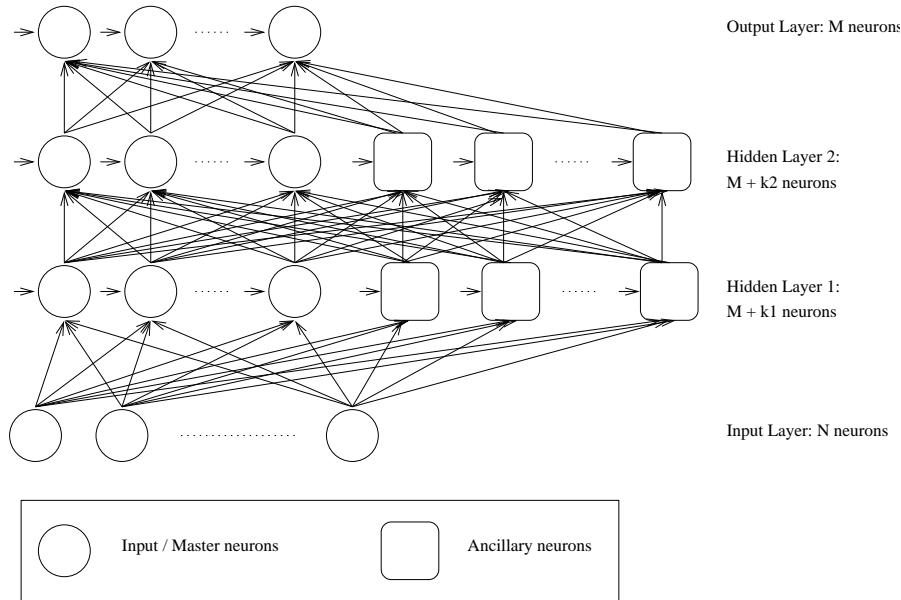 Output Layer: M neurons
Hidden Layer 2:
M + k2 neurons
Hidden Layer 1:
M + k1 neurons
Input Layer: N neurons
Input / Master neurons
Ancillary neurons